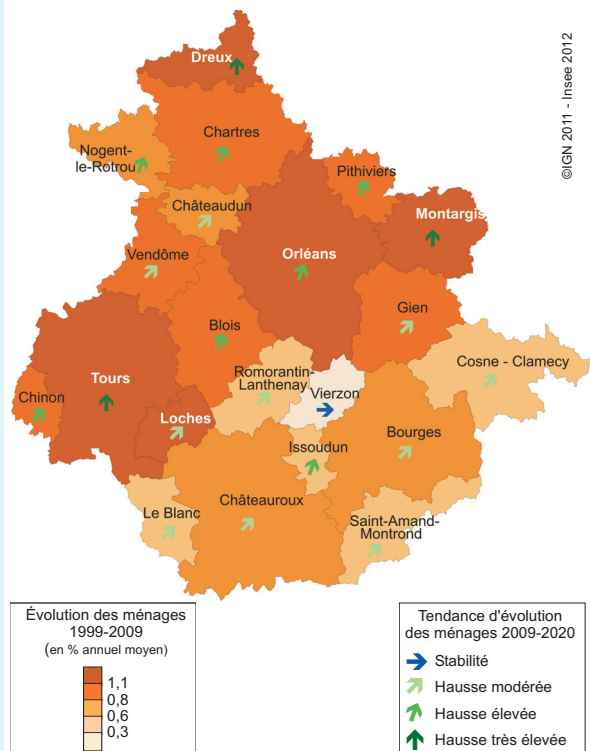 ©IGN 2011 - Insee 2012
Dreux
Chartres
Nogent-
le-Rotrou
Pithiviers
Châteaudun
Montargis
Orléans
Vendôme
Gien
Blois
Cosne - Clamecy
Romorantin-
Lanthenay
Tours
Vierzon
Chinon
Loches
Bourges
Issoudun
Châteauroux
Le Blanc
Saint-Amand-
Montrond
Évolution des ménages
1999-2009
(en % annuel moyen)
1,1
0,8
0,6
0,3
Tendance d'évolution
des ménages 2009-2020
Stabilité
Hausse modérée
Hausse élevée
Hausse très élevée